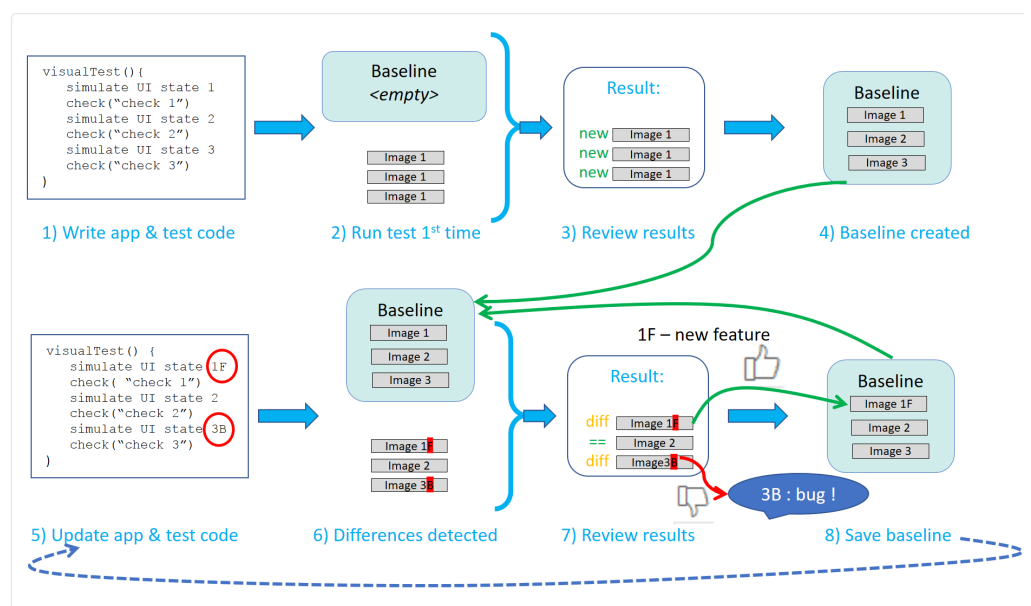 visualTest(){
simulate UI state 1
check(“check 1”)
simulate UI state 2
check(“check 2”)
simulate UI state 3
check(“check 3”)
)
1) Write app & test code
Baseline
<empty>
Image 1
Image 1
Image 1
2) Run test 1st time
Result:
new Image 1
new Image 1
new Image 1
3) Review results
Baseline
Image 1
Image 2
Image 3
4) Baseline created
visualTest() {
simulate UI state 1F
check( “check 1”)
simulate UI state 2
check(“check 2”)
simulate UI state 3B
check(“check 3”)
)
5) Update app & test code
Baseline
Image 1
Image 2
Image 3
Image 1F
Image 2
Image 3B
6) Differences detected
1F – new feature
Result:
diff Image 1F
== Image 2
diff Image3B
7) Review results
Baseline
Image 1F
Image 2
Image 3
3B : bug !
8) Save baseline